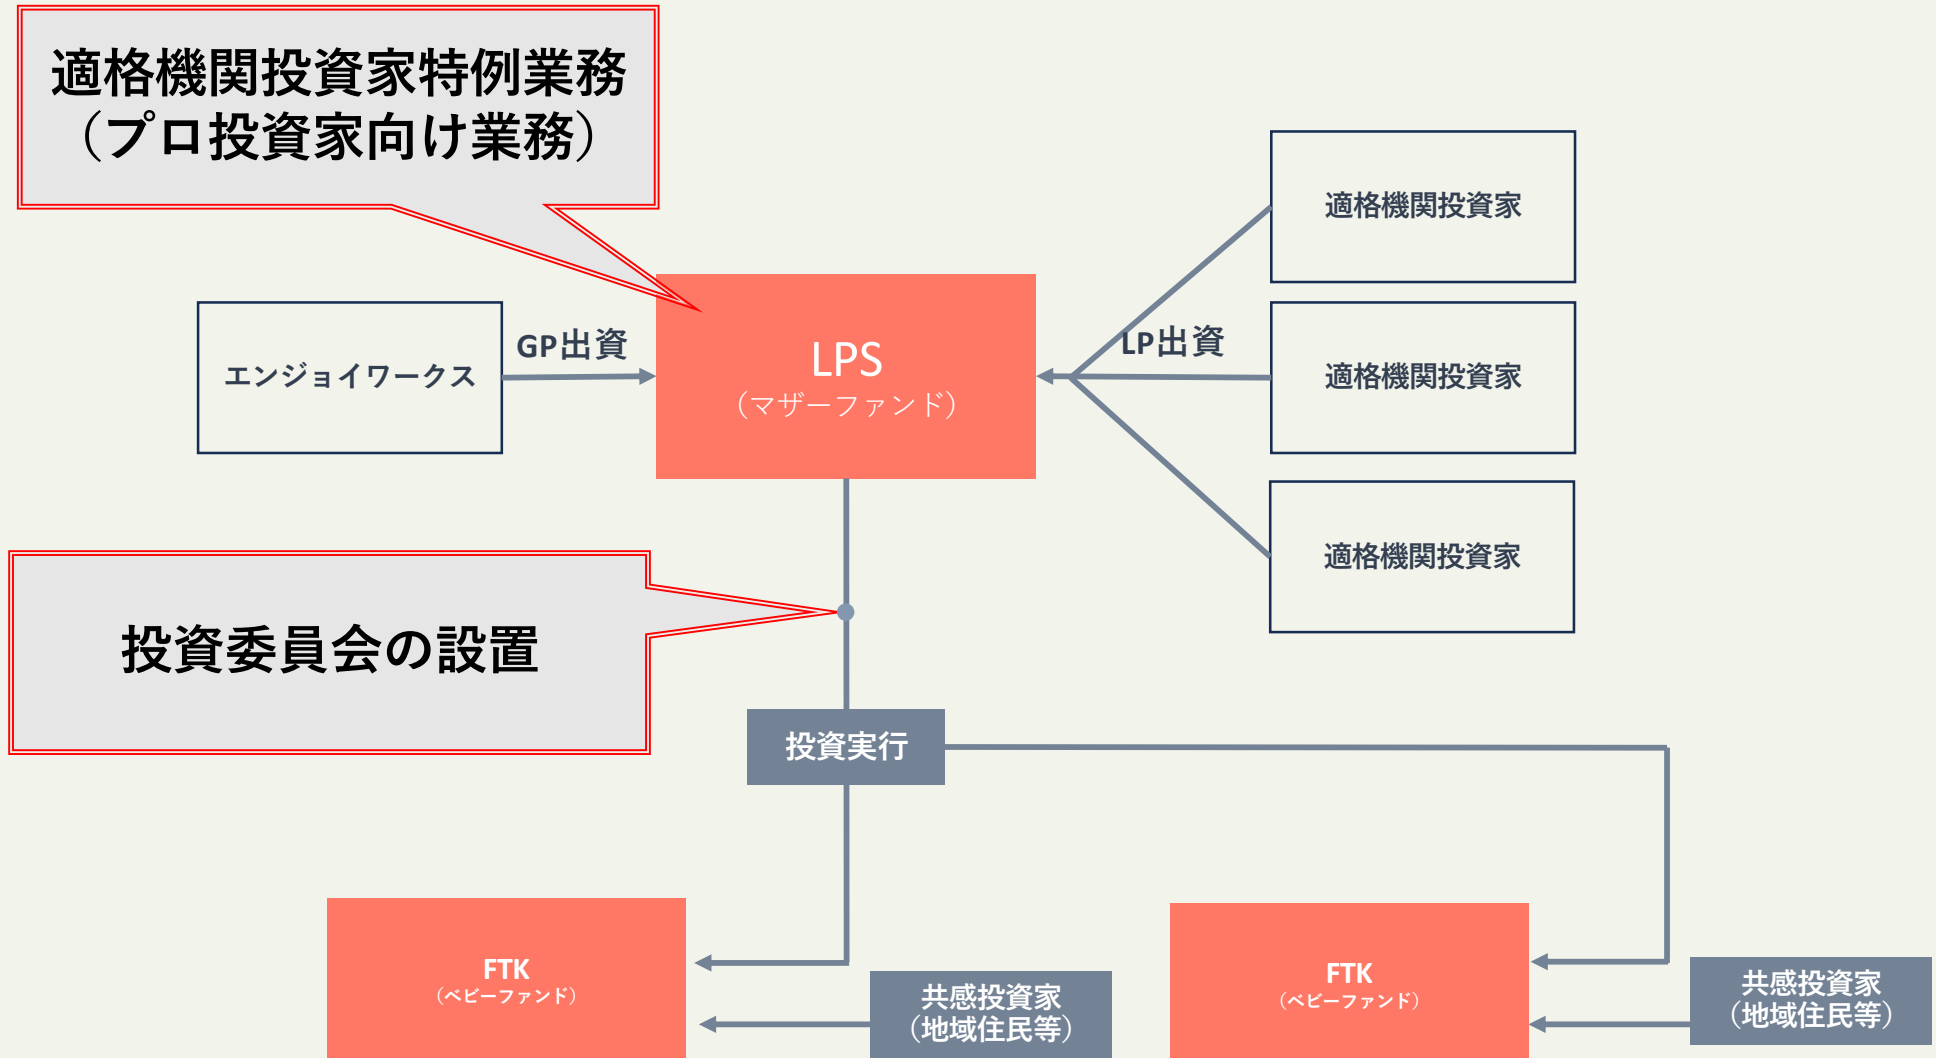 適格機関投資家特例業務
（プロ投資家向け業務）
適格機関投資家
エンジョイワークス
GP出資
LPS
（マザーファンド）
LP出資
適格機関投資家
適格機関投資家
投資委員会の設置
投資実行
FTK
（ベビーファンド）
共感投資家
（地域住民等）
FTK
（ベビーファンド）
共感投資家
（地域住民等）